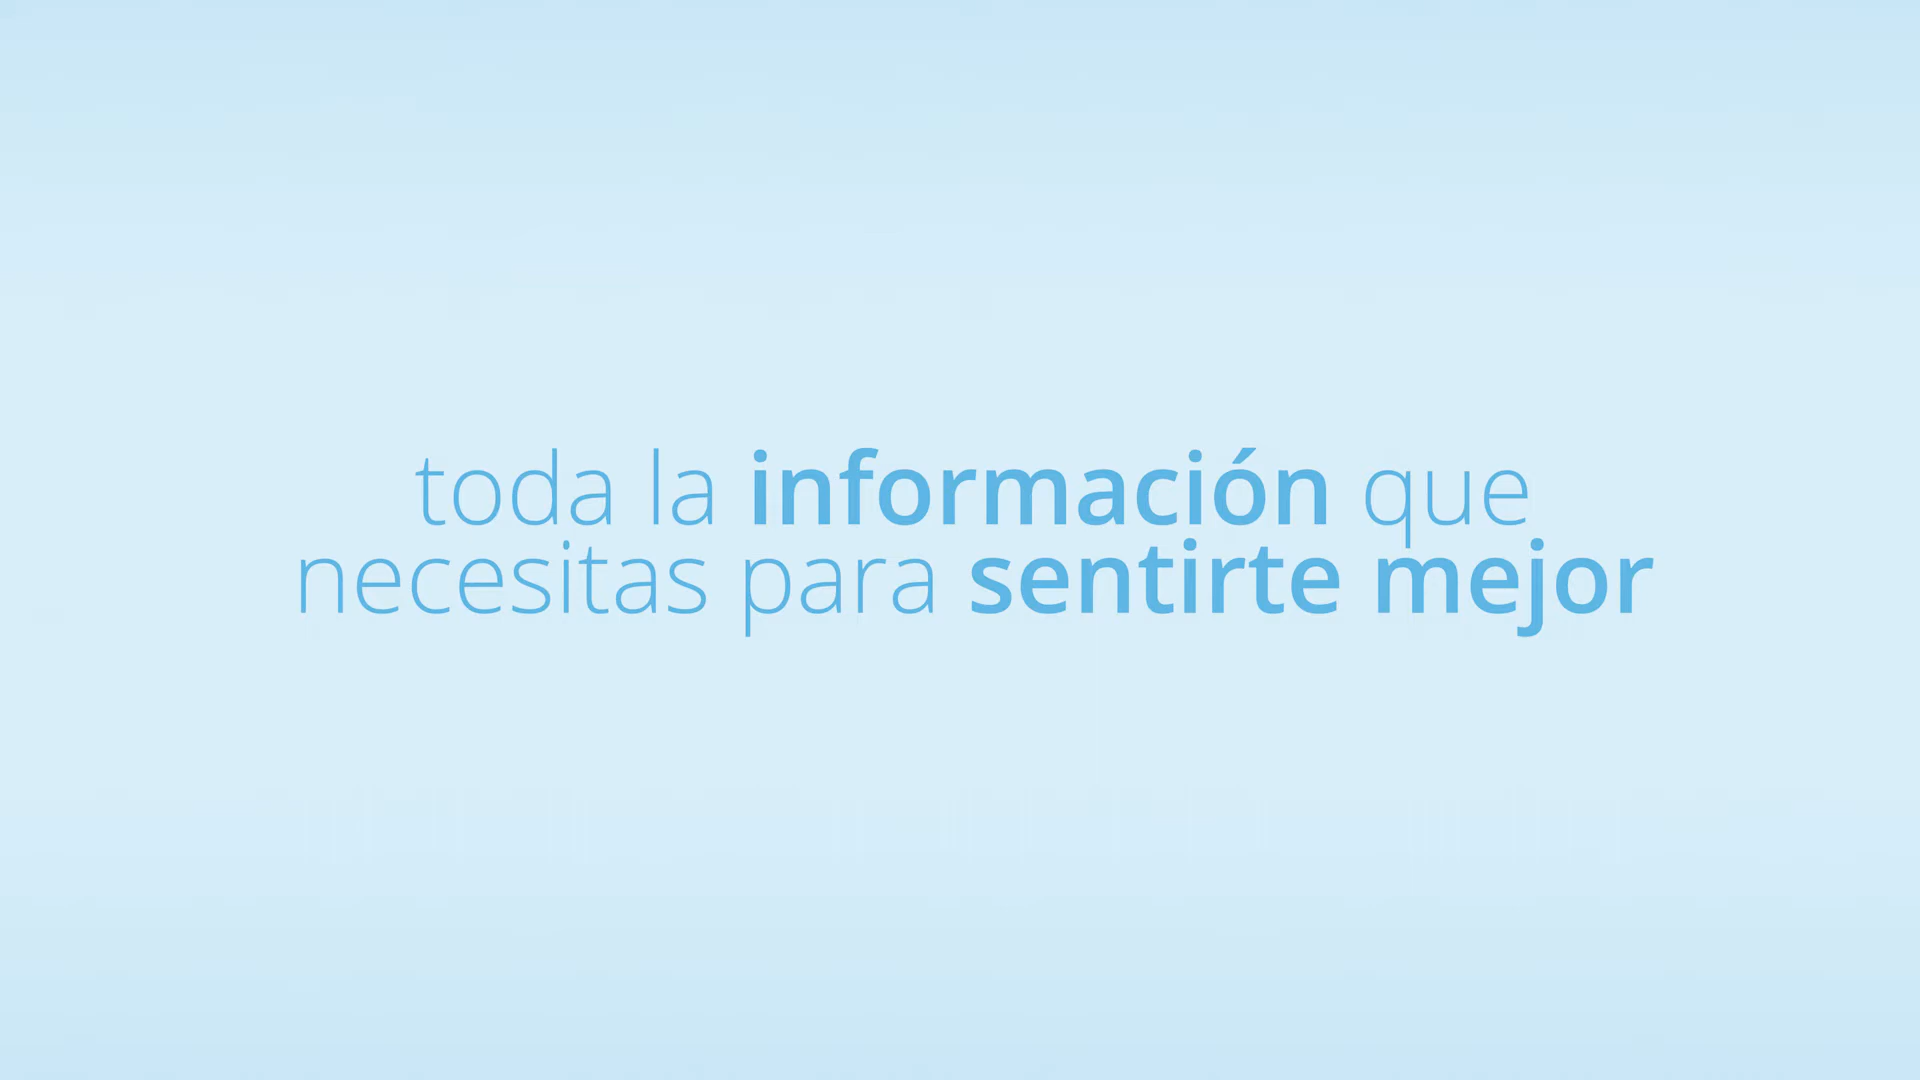 toda la información que
necesitas para sentirte mejor